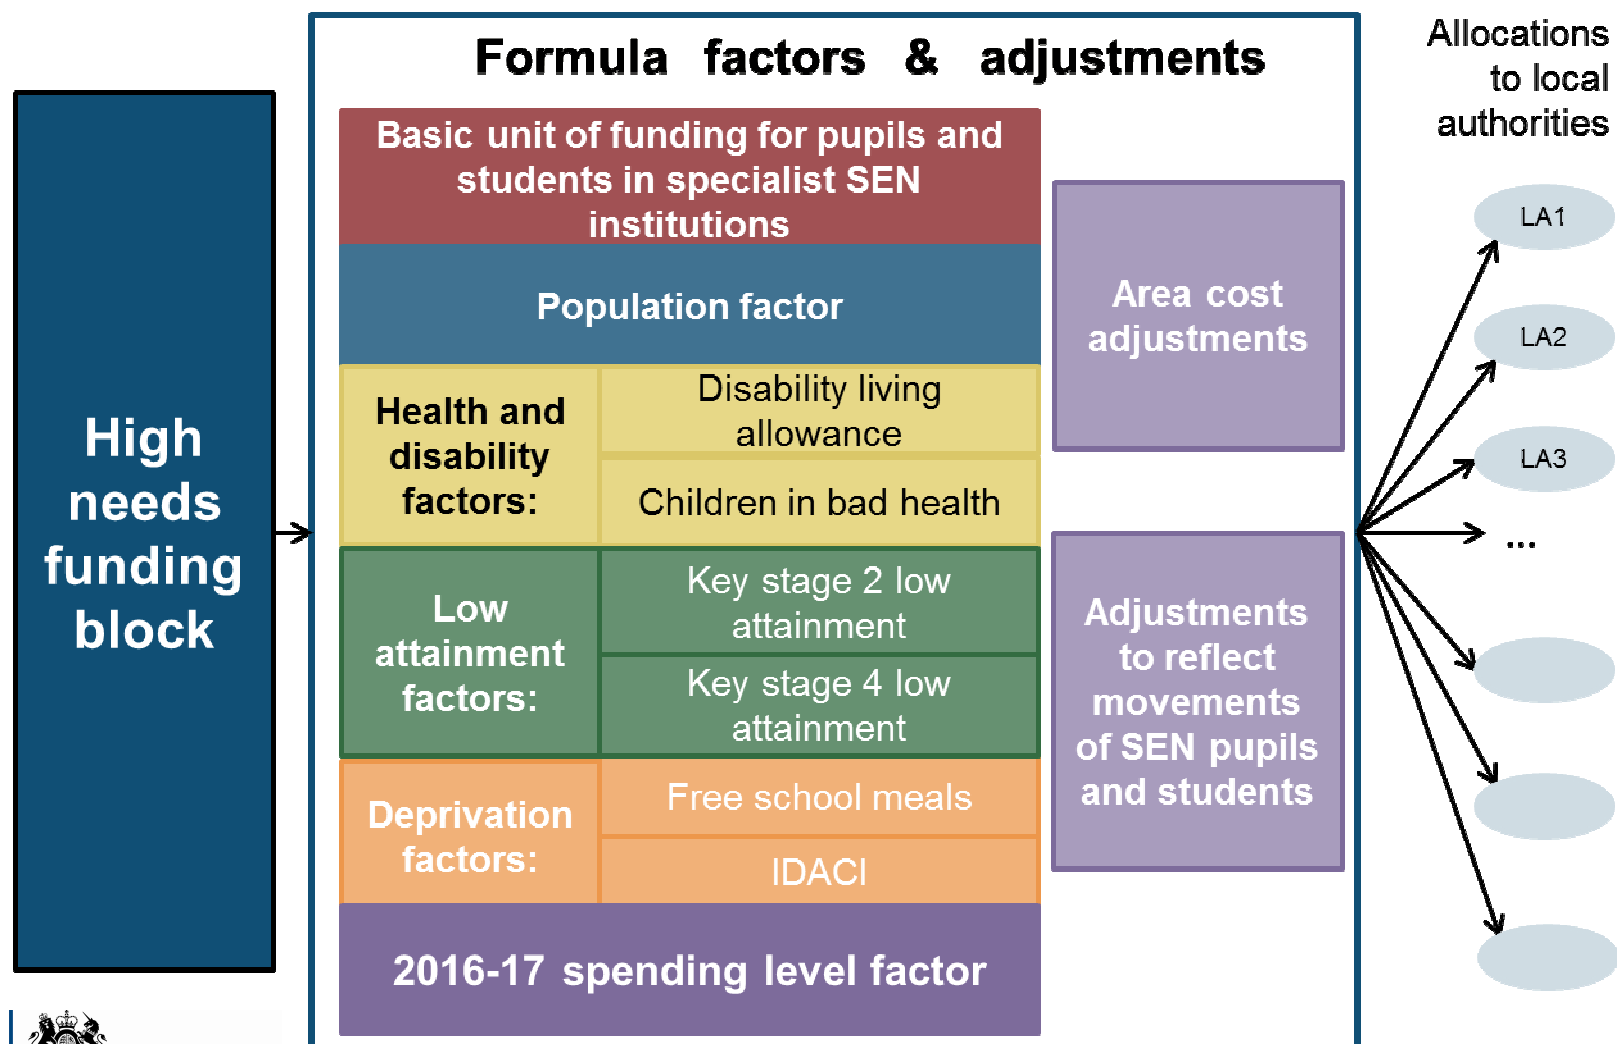 Formula factors & adjustments
Allocations
to local
authorities
High
needs
funding
block
Basic unit of funding for pupils and
students in specialist SEN
institutions
Population factor
Health and
disability
factors:
Disability living
allowance
Children in bad health
Low
attainment
factors:
Key stage 2 low
attainment
Key stage 4 low
attainment
Deprivation
factors:
Free school meals
IDACI
2016-17 spending level factor
Area cost
adjustments
Adjustments
to reflect
movements
of SEN pupils
and students
LA1
LA2
LA3
...